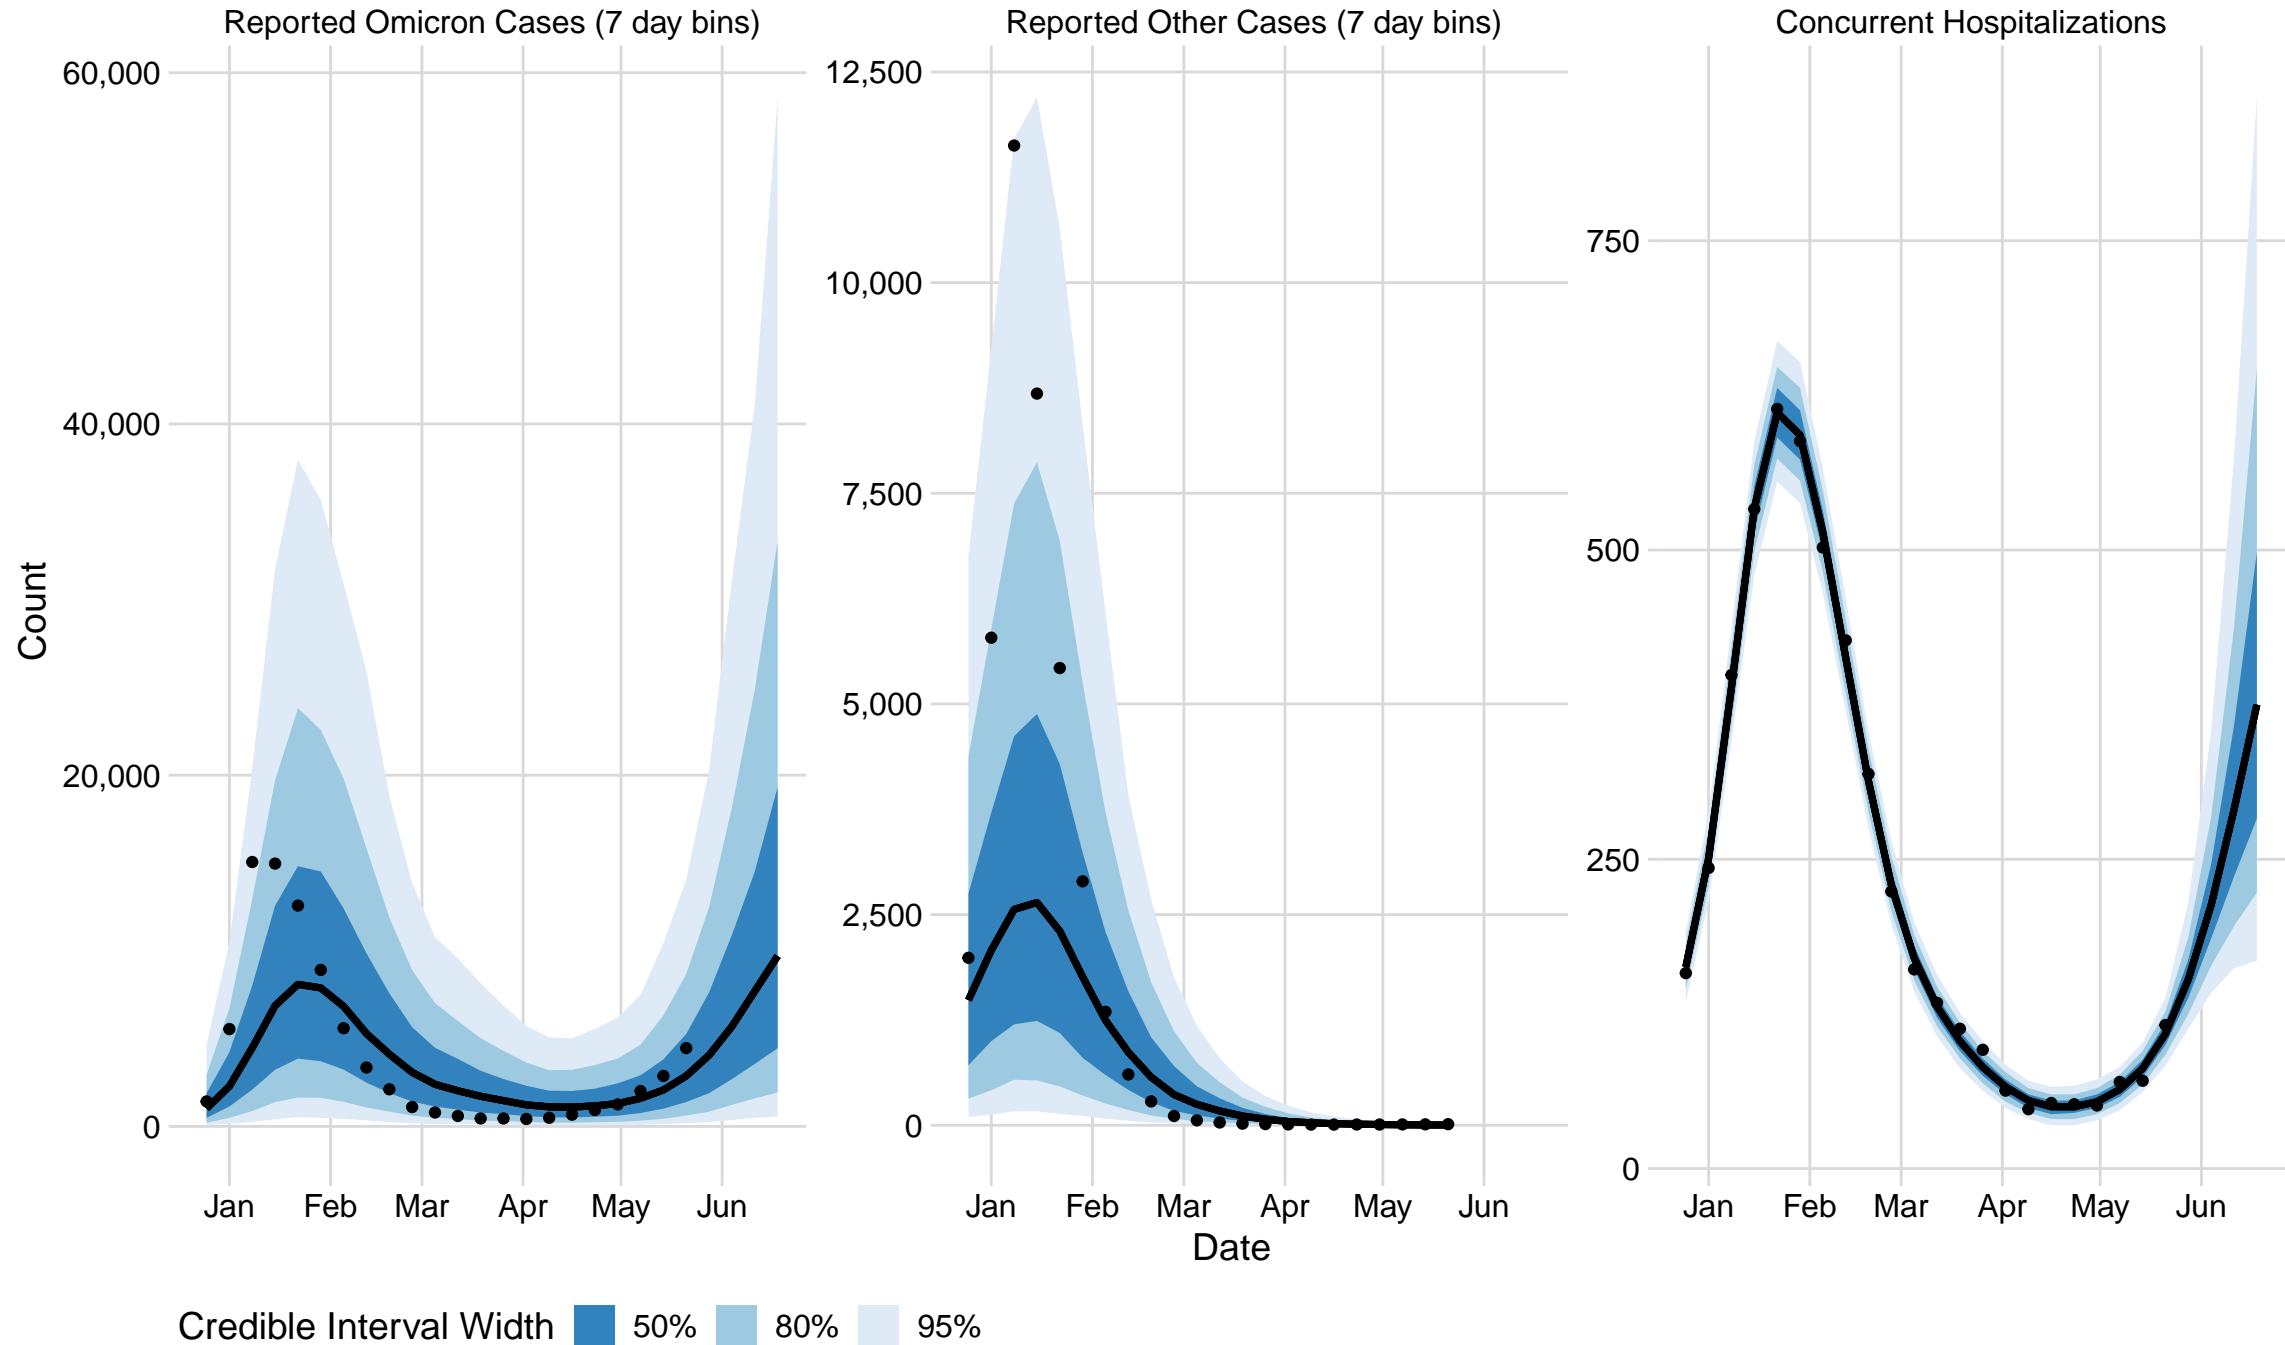 Reported Omicron Cases (7 day bins)
Reported Other Cases (7 day bins)
Concurrent Hospitalizations
Count
60,000
40,000
20,000
0
12,500
10,000
7,500
5,000
2,500
0
750
500
250
0
Jan Feb Mar Apr May Jun
Jan Feb Mar Apr May Jun
Jan Feb Mar Apr May Jun
Date
Credible Interval Width 50% 80% 95%